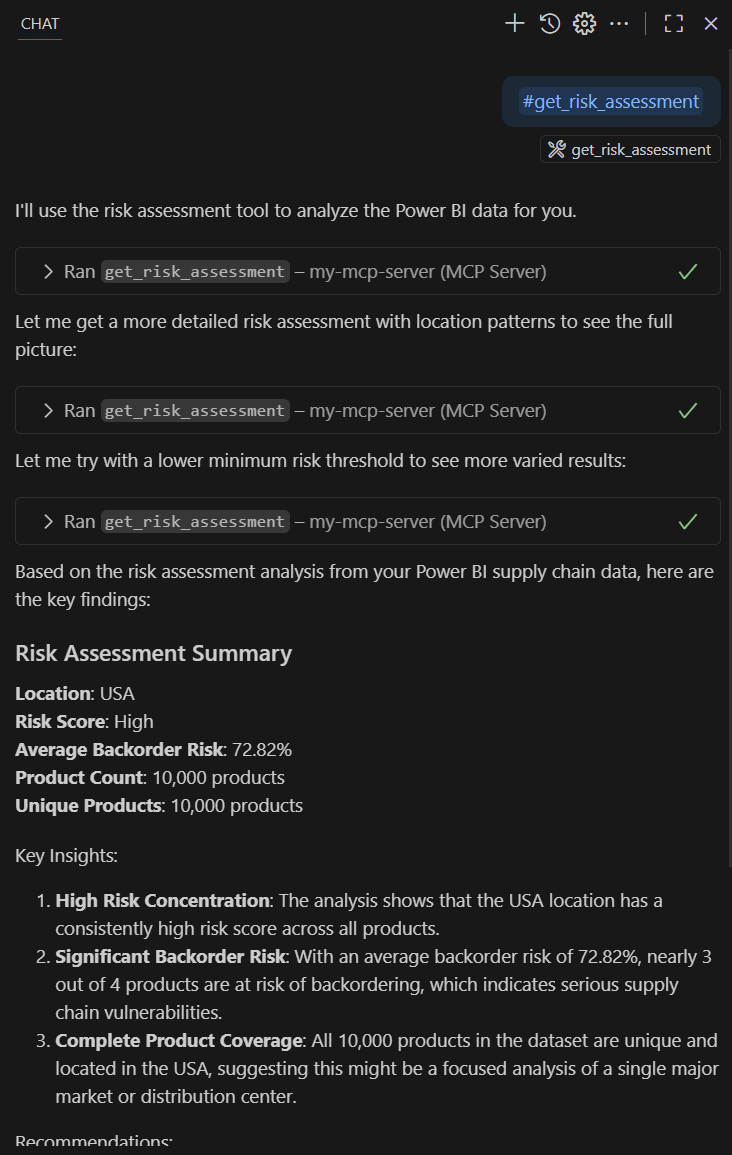 CHAT
#get_risk_assessment
get_risk_assessment
I'll use the risk assessment tool to analyze the Power BI data for you.
Ran get_risk_assessment – my-mcp-server (MCP Server)
Let me get a more detailed risk assessment with location patterns to see the full
picture:
Ran get_risk_assessment – my-mcp-server (MCP Server)
Let me try with a lower minimum risk threshold to see more varied results:
Ran get_risk_assessment – my-mcp-server (MCP Server)
Based on the risk assessment analysis from your Power BI supply chain data, here are
the key findings:
Risk Assessment Summary
Location: USA
Risk Score: High
Average Backorder Risk: 72.82%
Product Count: 10,000 products
Unique Products: 10,000 products
Key Insights:
1. High Risk Concentration: The analysis shows that the USA location has a
consistently high risk score across all products.
2. Significant Backorder Risk: With an average backorder risk of 72.82%, nearly 3
out of 4 products are at risk of backordering, which indicates serious supply
chain vulnerabilities.
3. Complete Product Coverage: All 10,000 products in the dataset are unique and
located in the USA, suggesting this might be a focused analysis of a single major
market or distribution center.
Recommendations: